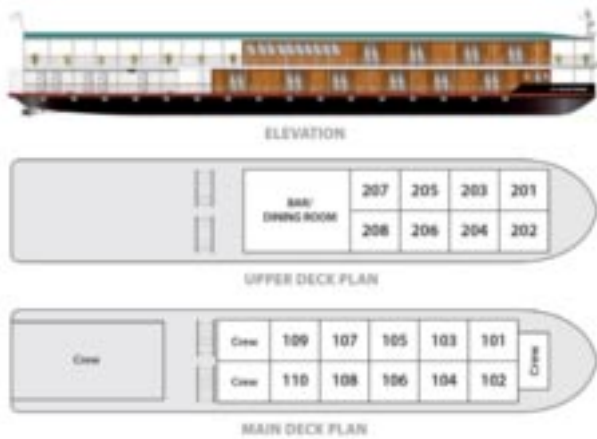 ELEVATION
BAR/
DINING ROOM
207 205 203 201
208 206 204 202
UPPER DECK PLAN
Crew
Crew 109 107 105 103 101
Crew 110 108 106 104 102
Crew
MAIN DECK PLAN